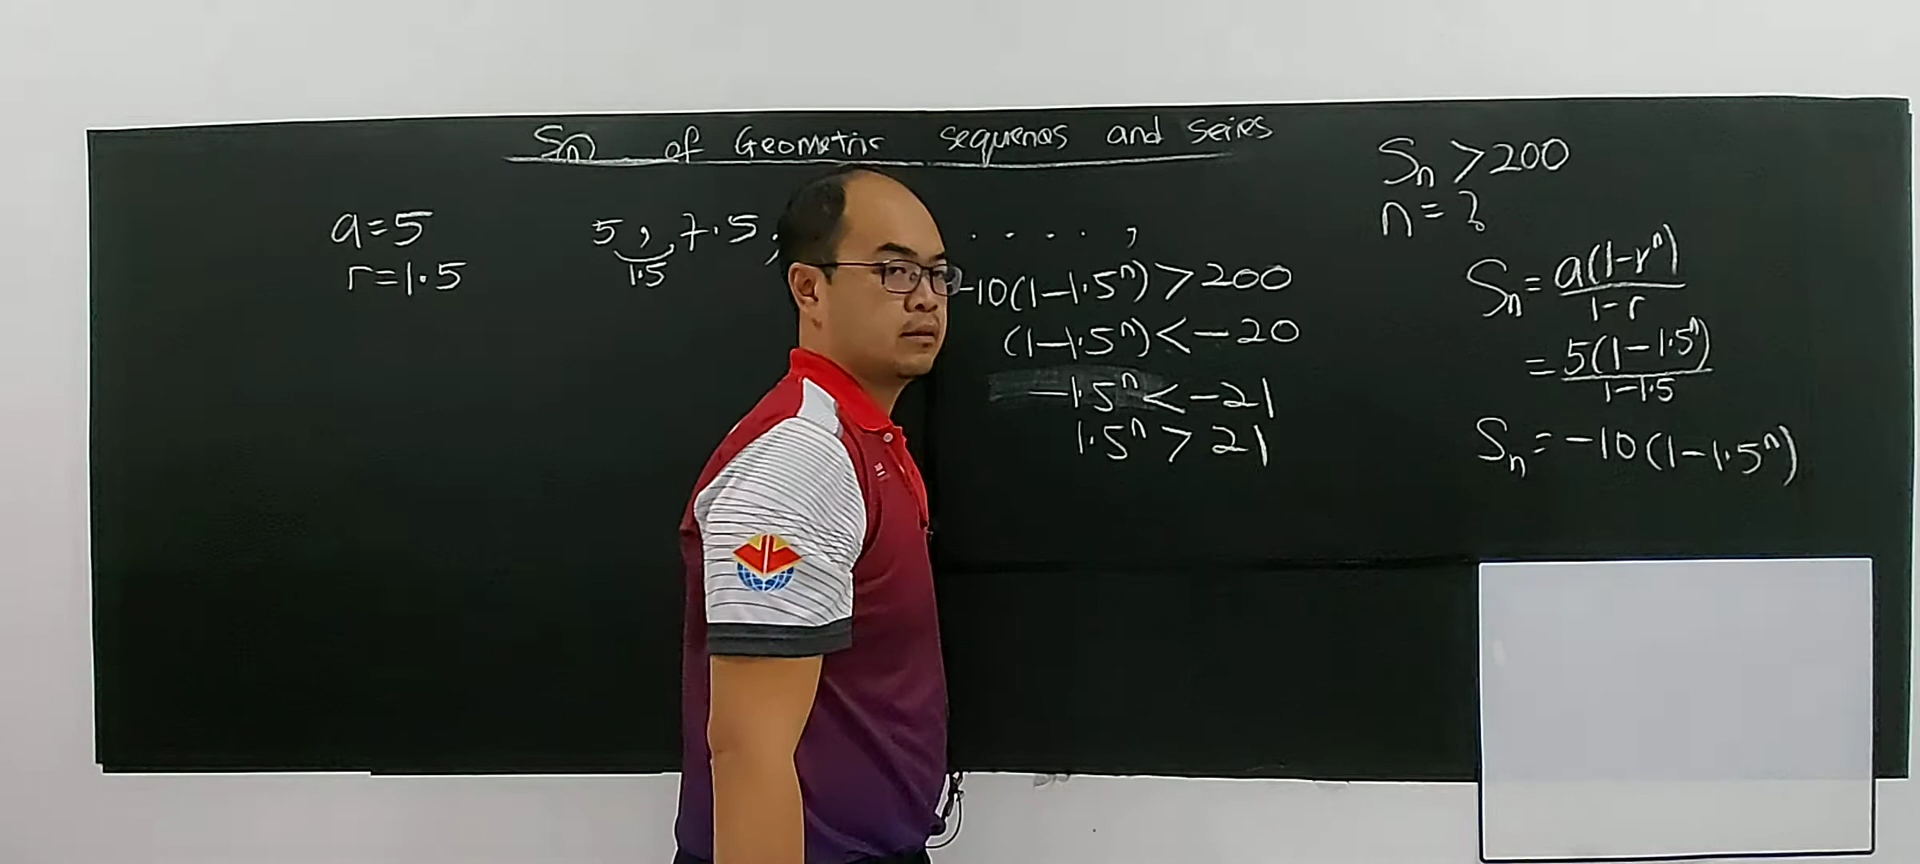 Sn of Geometric sequences and series
a=5
r=1.5
5, 7.5, . . . . ,
1.5
-10(1-1.5ⁿ)>200
(1-1.5ⁿ)<-20
-1.5ⁿ<-21
1.5ⁿ>21
Sn>200
n=?
Sn=a(1-rⁿ)/1-r
=5(1-1.5ⁿ)/1-1.5
Sn=-10(1-1.5ⁿ)